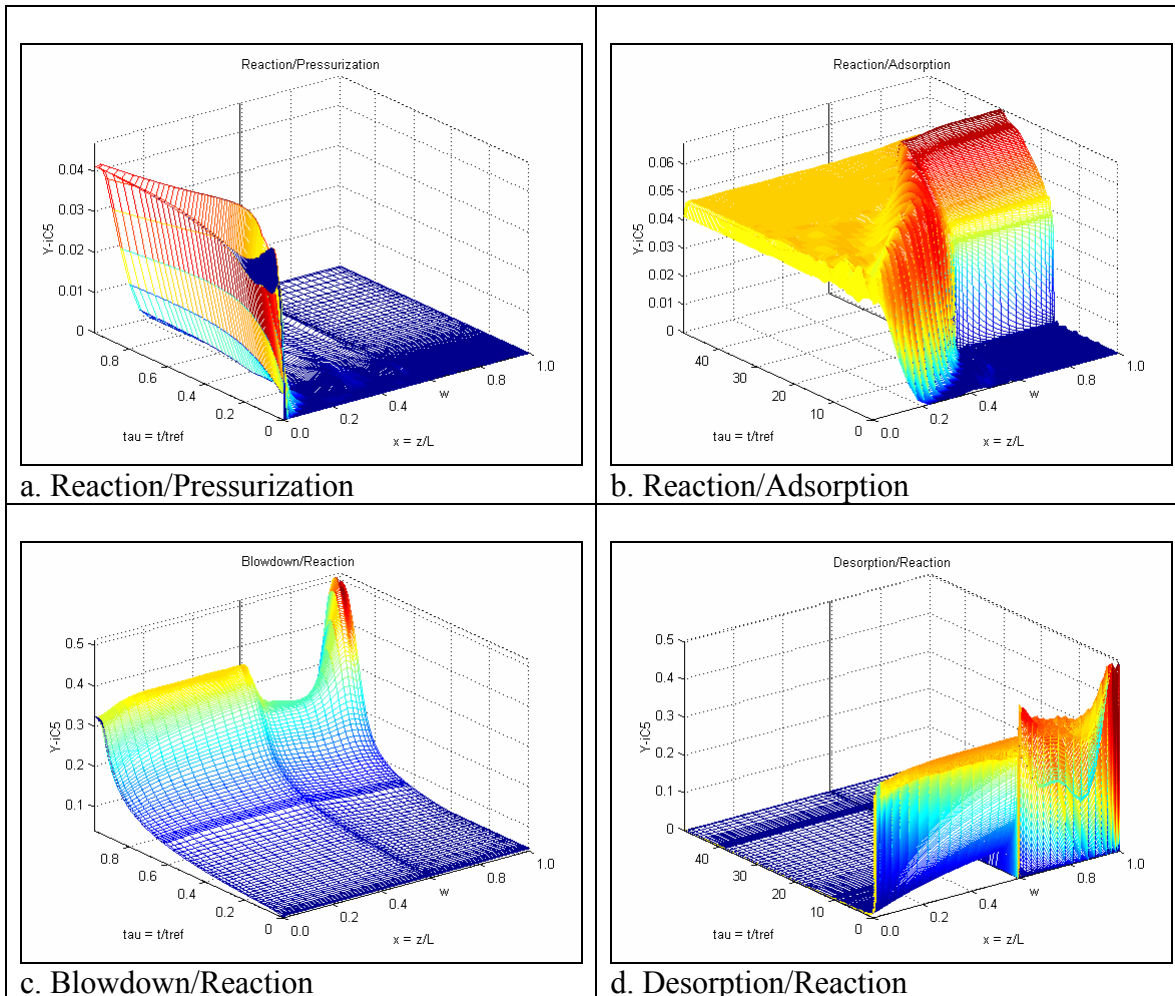 Reaction/Pressurization
0.04
0.03
Y-iC5
0.02
0.01
0
0.8
0.6
0.4
0.2
0
tau = t/tref
0.0
0.2
0.4
w
0.8
1.0
x = z/L
a. Reaction/Pressurization
Reaction/Adsorption
0.06
0.05
0.04
Y-iC5
0.03
0.02
0.01
0
40
30
20
10
0
tau = t/tref
0.0
0.2
0.4
w
0.8
1.0
x = z/L
b. Reaction/Adsorption
Blowdown/Reaction
0.5
0.4
0.3
Y-iC5
0.2
0.1
0.8
0.6
0.4
0.2
0
tau = t/tref
0.0
0.2
0.4
w
0.8
1.0
x = z/L
c. Blowdown/Reaction
Desorption/Reaction
0.5
0.4
0.3
Y-iC5
0.2
0.1
0
40
30
20
10
0
tau = t/tref
0.0
0.2
0.4
w
0.8
1.0
x = z/L
d. Desorption/Reaction